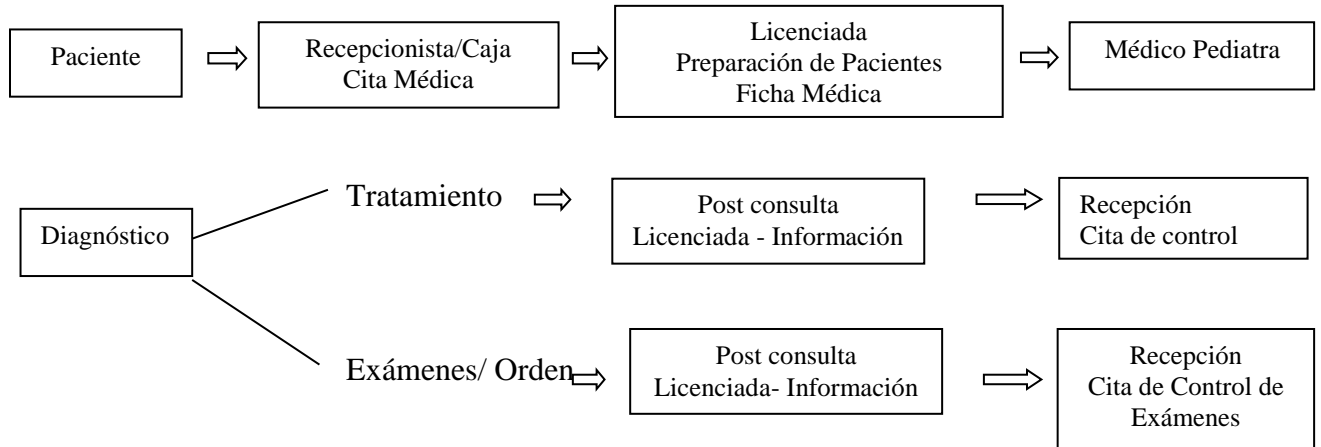 Paciente
Recepcionista/Caja
Cita Médica
Licenciada
Preparación de Pacientes
Ficha Médica
Médico Pediatra
Diagnóstico
Tratamiento
Post consulta
Licenciada - Información
Recepción
Cita de control
Exámenes/ Orden
Post consulta
Licenciada- Información
Recepción
Cita de Control de
Exámenes